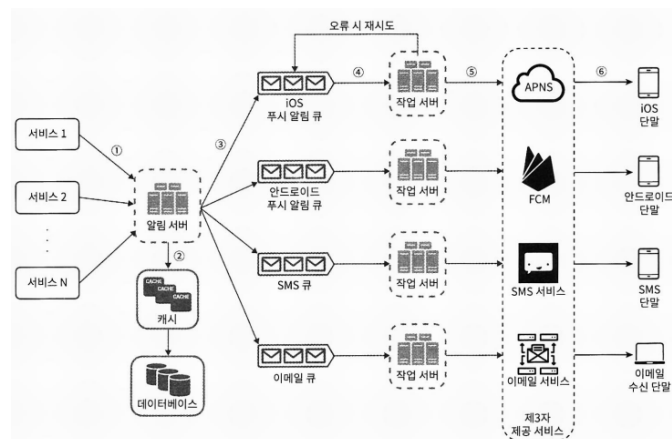 오류 시 재시도
④
⑤
⑥
APNS
iOS
푸시 알림 큐
작업 서버
iOS
단말
서비스 1
①
③
서비스 2
알림 서버
안드로이드
푸시 알림 큐
작업 서버
FCM
안드로이드
단말
②
서비스 N
CACHE
CACHE
CACHE
캐시
SMS 큐
작업 서버
SMS 서비스
SMS
단말
데이터베이스
이메일 큐
작업 서버
이메일 서비스
이메일
수신 단말
제3자
제공 서비스